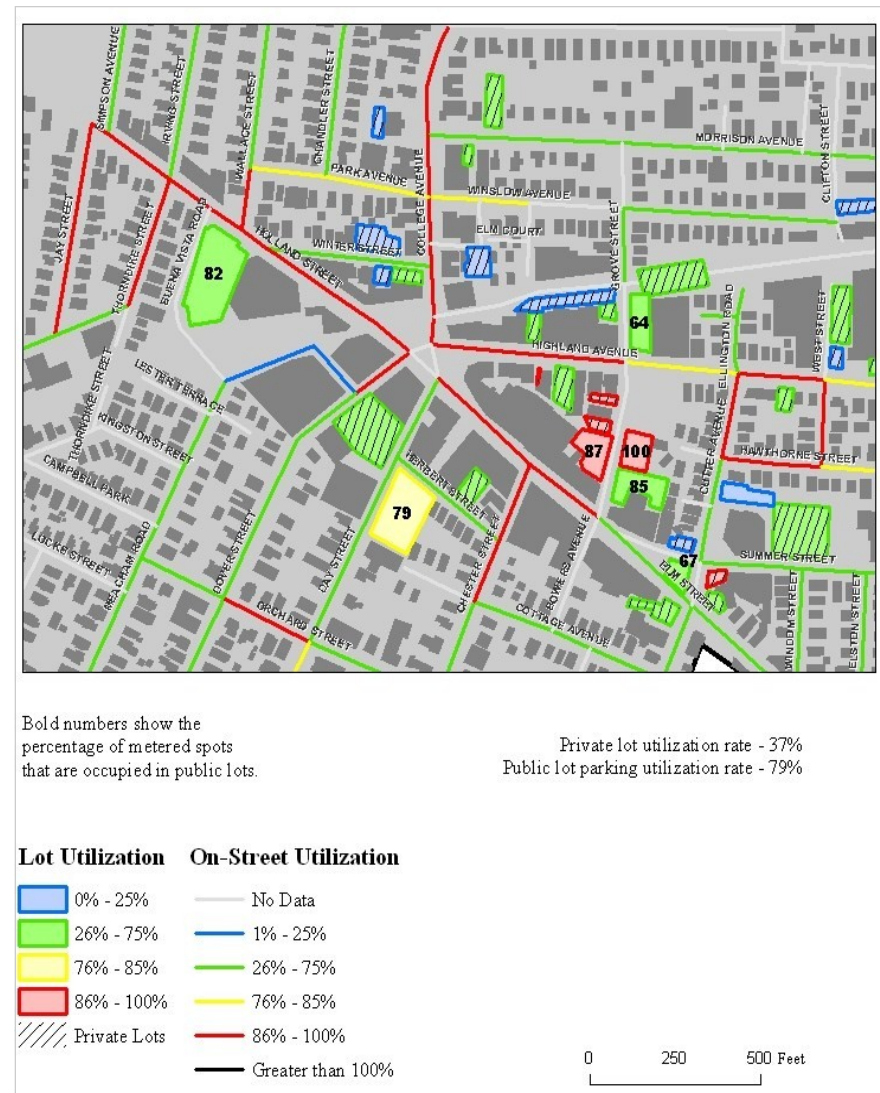 SIMPSON AVENUE
IRVING STREET
WALLACE STREET
CHANDLER STREET
MORRISON AVENUE
CLIFTON STREET
PARK AVENUE
WINSLOW AVENUE
JAY STREET
THORNDIKE STREET
BUENA VISTA ROAD
HOLLAND STREET
WINTER STREET
COLLEGE AVENUE
ELM COURT
GROVE STREET
82
64
ELLINGTON ROAD
WEST STREET
HIGHLAND AVENUE
LESTER TERRACE
THORNDIKE STREET
KINGSTON STREET
CAMPBELL PARK
HERBERT STREET
87
100
85
CUTTER AVENUE
HAWTHORNE STREET
79
LOCKE STREET
MEACHAM ROAD
DOVER STREET
DAY STREET
CHESTER STREET
BOWERS AVENUE
67
ELM STREET
SUMMER STREET
ORCHARD STREET
COTTAGE AVENUE
WINDOM STREET
ELSTON STREET
Bold numbers show the
percentage of metered spots
that are occupied in public lots.
Private lot utilization rate - 37%
Public lot parking utilization rate - 79%
Lot Utilization
0% - 25%
26% - 75%
76% - 85%
86% - 100%
Private Lots
On-Street Utilization
No Data
1% - 25%
26% - 75%
76% - 85%
86% - 100%
Greater than 100%
0 250 500 Feet